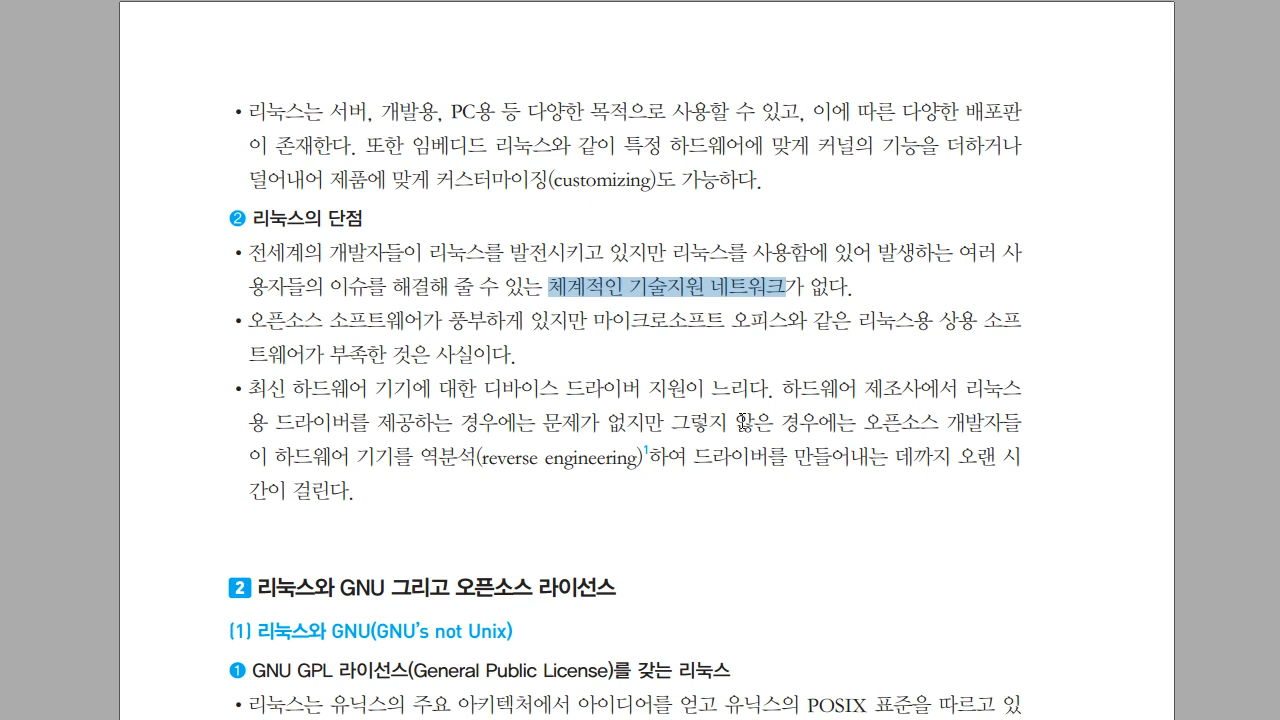 • 리눅스는 서버, 개발용, PC용 등 다양한 목적으로 사용할 수 있고, 이에 따른 다양한 배포판
이 존재한다. 또한 임베디드 리눅스와 같이 특정 하드웨어에 맞게 커널의 기능을 더하거나
덜어내어 제품에 맞게 커스터마이징(customizing)도 가능하다.
❷ 리눅스의 단점
• 전세계의 개발자들이 리눅스를 발전시키고 있지만 리눅스를 사용함에 있어 발생하는 여러 사
용자들의 이슈를 해결해 줄 수 있는 체계적인 기술지원 네트워크가 없다.
• 오픈소스 소프트웨어가 풍부하게 있지만 마이크로소프트 오피스와 같은 리눅스용 상용 소프
트웨어가 부족한 것은 사실이다.
• 최신 하드웨어 기기에 대한 디바이스 드라이버 지원이 느리다. 하드웨어 제조사에서 리눅스
용 드라이버를 제공하는 경우에는 문제가 없지만 그렇지 않은 경우에는 오픈소스 개발자들
이 하드웨어 기기를 역분석(reverse engineering)1하여 드라이버를 만들어내는 데까지 오랜 시
간이 걸린다.
2 리눅스와 GNU 그리고 오픈소스 라이선스
(1) 리눅스와 GNU(GNU’s not Unix)
❶ GNU GPL 라이선스(General Public License)를 갖는 리눅스
• 리눅스는 유닉스의 주요 아키텍처에서 아이디어를 얻고 유닉스의 POSIX 표준을 따르고 있